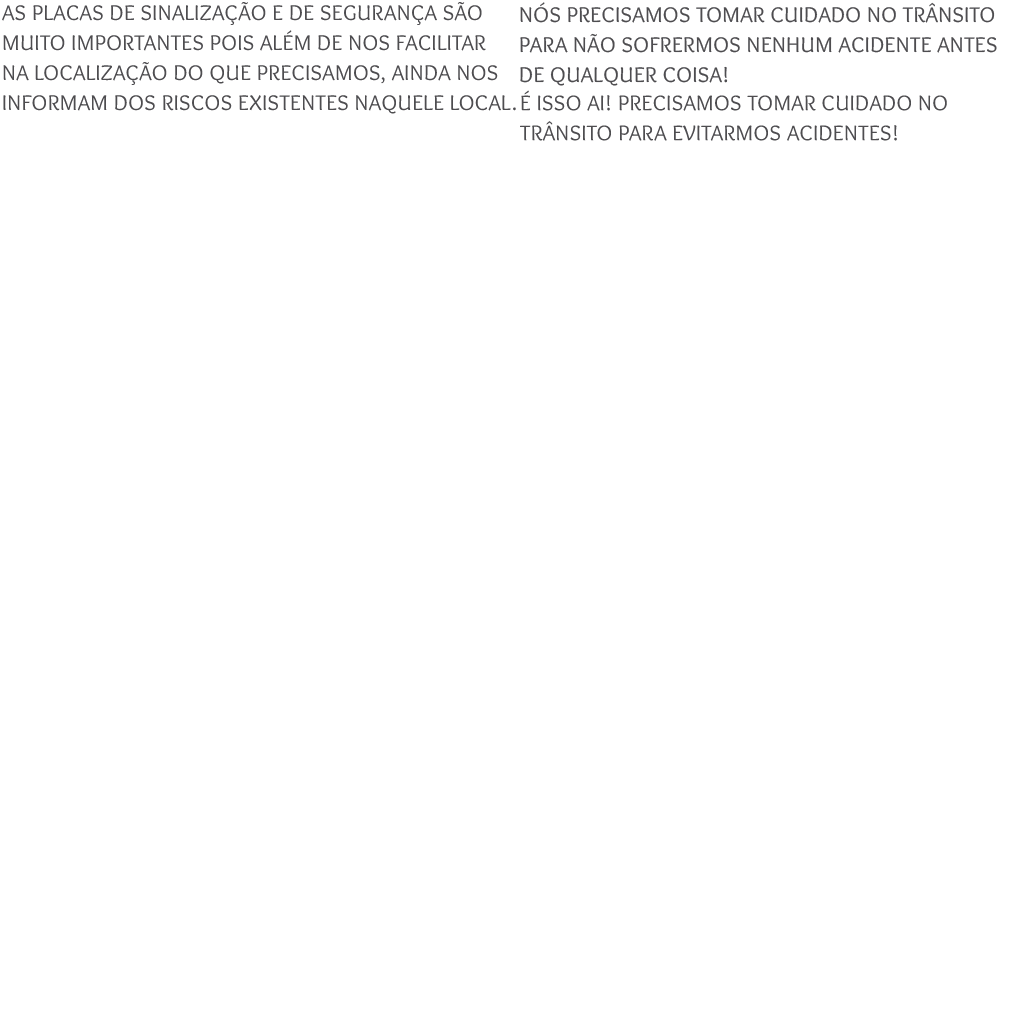 AS PLACAS DE SINALIZAÇÃO E DE SEGURANÇA SÃO
MUITO IMPORTANTES POIS ALÉM DE NOS FACILITAR
NA LOCALIZAÇÃO DO QUE PRECISAMOS, AINDA NOS
INFORMAM DOS RISCOS EXISTENTES NAQUELE LOCAL.
NÓS PRECISAMOS TOMAR CUIDADO NO TRÂNSITO
PARA NÃO SOFRERMOS NENHUM ACIDENTE ANTES
DE QUALQUER COISA!
É ISSO AI! PRECISAMOS TOMAR CUIDADO NO
TRÂNSITO PARA EVITARMOS ACIDENTES!